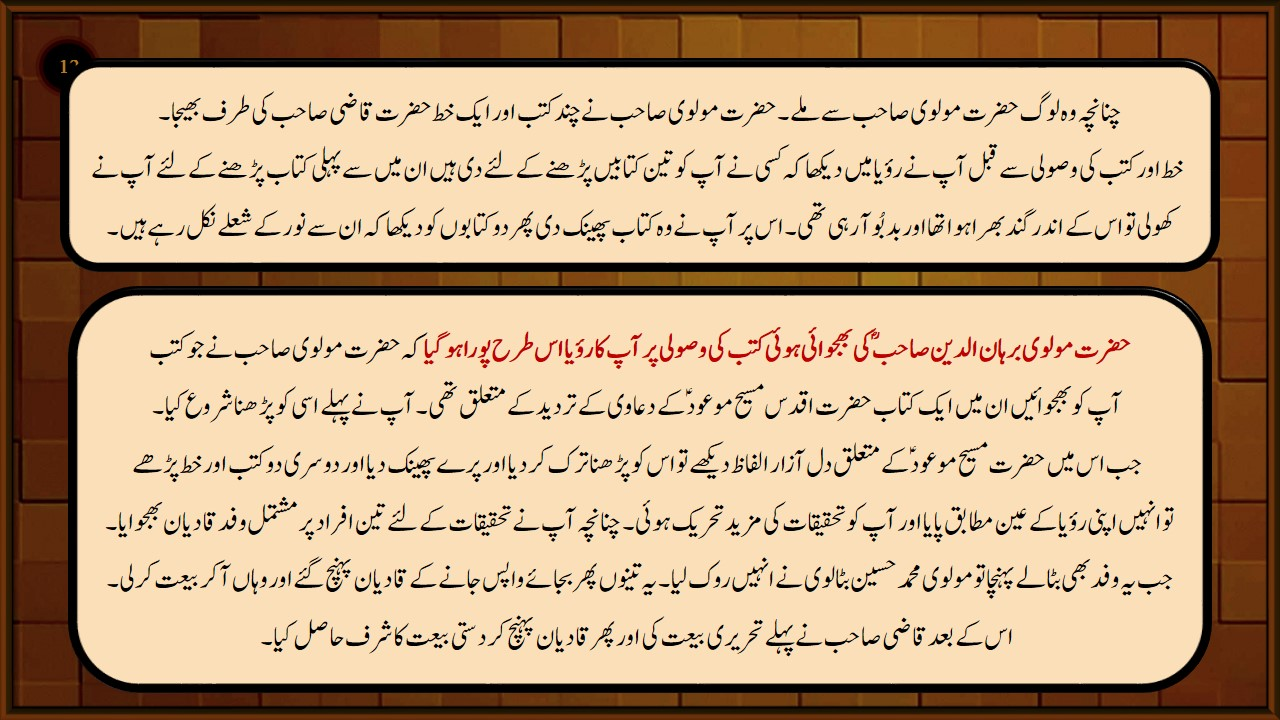 12
چنانچہ وہ لوگ حضرت مولوی صاحب سے ملے۔ حضرت مولوی صاحب نے چند کتب اور ایک خط حضرت قاضی صاحب کی طرف بھیجا۔
خط اور کتب کی وصولی سے قبل آپ نے رؤیا میں دیکھا کہ کسی نے آپ کو تین کتابیں پڑھنے کے لئے دی ہیں ان میں سے پہلی کتاب پڑھنے کے لئے آپ نے
کھولی تو اس کے اندر گند بھرا ہوا تھا اور بدبُو آرہی تھی۔ اس پر آپ نے وہ کتاب پھینک دی پھر دو کتابوں کو دیکھا کہ ان سے نور کے شعلے نکل رہے ہیں۔
حضرت مولوی برہان الدین صاحبؓ کی بھجوائی ہوئی کتب کی وصولی پر آپ کا رؤیا اس طرح پورا ہو گیا کہ حضرت مولوی صاحب نے جو کتب
آپ کو بھجوائیں ان میں ایک کتاب حضرت اقدس مسیح موعودؑ کے دعاوی کے تردید کے متعلق تھی۔ آپ نے پہلے اسی کو پڑھنا شروع کیا۔
جب اس میں حضرت مسیح موعودؑ کے متعلق دل آزار الفاظ دیکھے تو اس کو پڑھنا ترک کر دیا اور پرے پھینک دیا اور دوسری دو کتب اور خط پڑھے
تو انہیں اپنی رؤیا کے عین مطابق پایا اور آپ کو تحقیقات کی مزید تحریک ہوئی۔ چنانچہ آپ نے تحقیقات کے لئے تین افراد پر مشتمل وفد قادیان بھجوایا۔
جب یہ وفد بھی بٹالے پہنچا تو مولوی محمد حسین بٹالوی نے انہیں روک لیا۔ یہ تینوں پھر بجائے واپس جانے کے قادیان پہنچ گئے اور وہاں آکر بیعت کرلی۔
اس کے بعد قاضی صاحب نے پہلے تحریری بیعت کی اور پھر قادیان پہنچ کر دستی بیعت کا شرف حاصل کیا۔